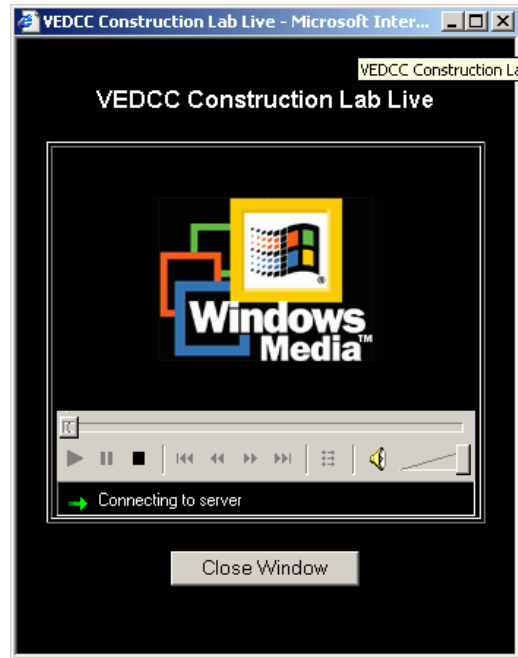 VEDCC Construction Lab Live - Microsoft Inter...
VEDCC Construction La
VEDCC Construction Lab Live
Windows
Media™
Connecting to server
Close Window